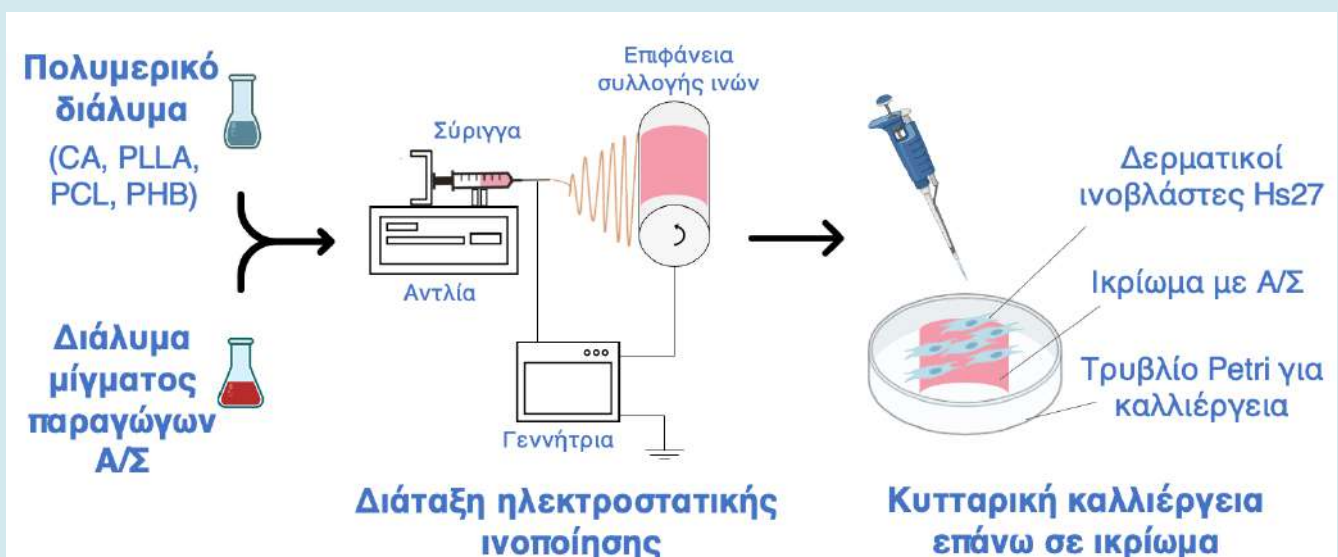 Πολυμερικό
διάλυμα
(CA, PLLA,
PCL, PHB)
Διάλυμα
μίγματος
παραγώγων
Α/Σ
Σύριγγα
Αντλία
Επιφάνεια
συλλογής ινών
Γεννήτρια
Διάταξη ηλεκτροστατικής
ινοποίησης
Δερματικοί
ινοβλάστες Hs27
Ικρίωμα με Α/Σ
Τρυβλίο Petri για
καλλιέργεια
Κυτταρική καλλιέργεια
επάνω σε ικρίωμα